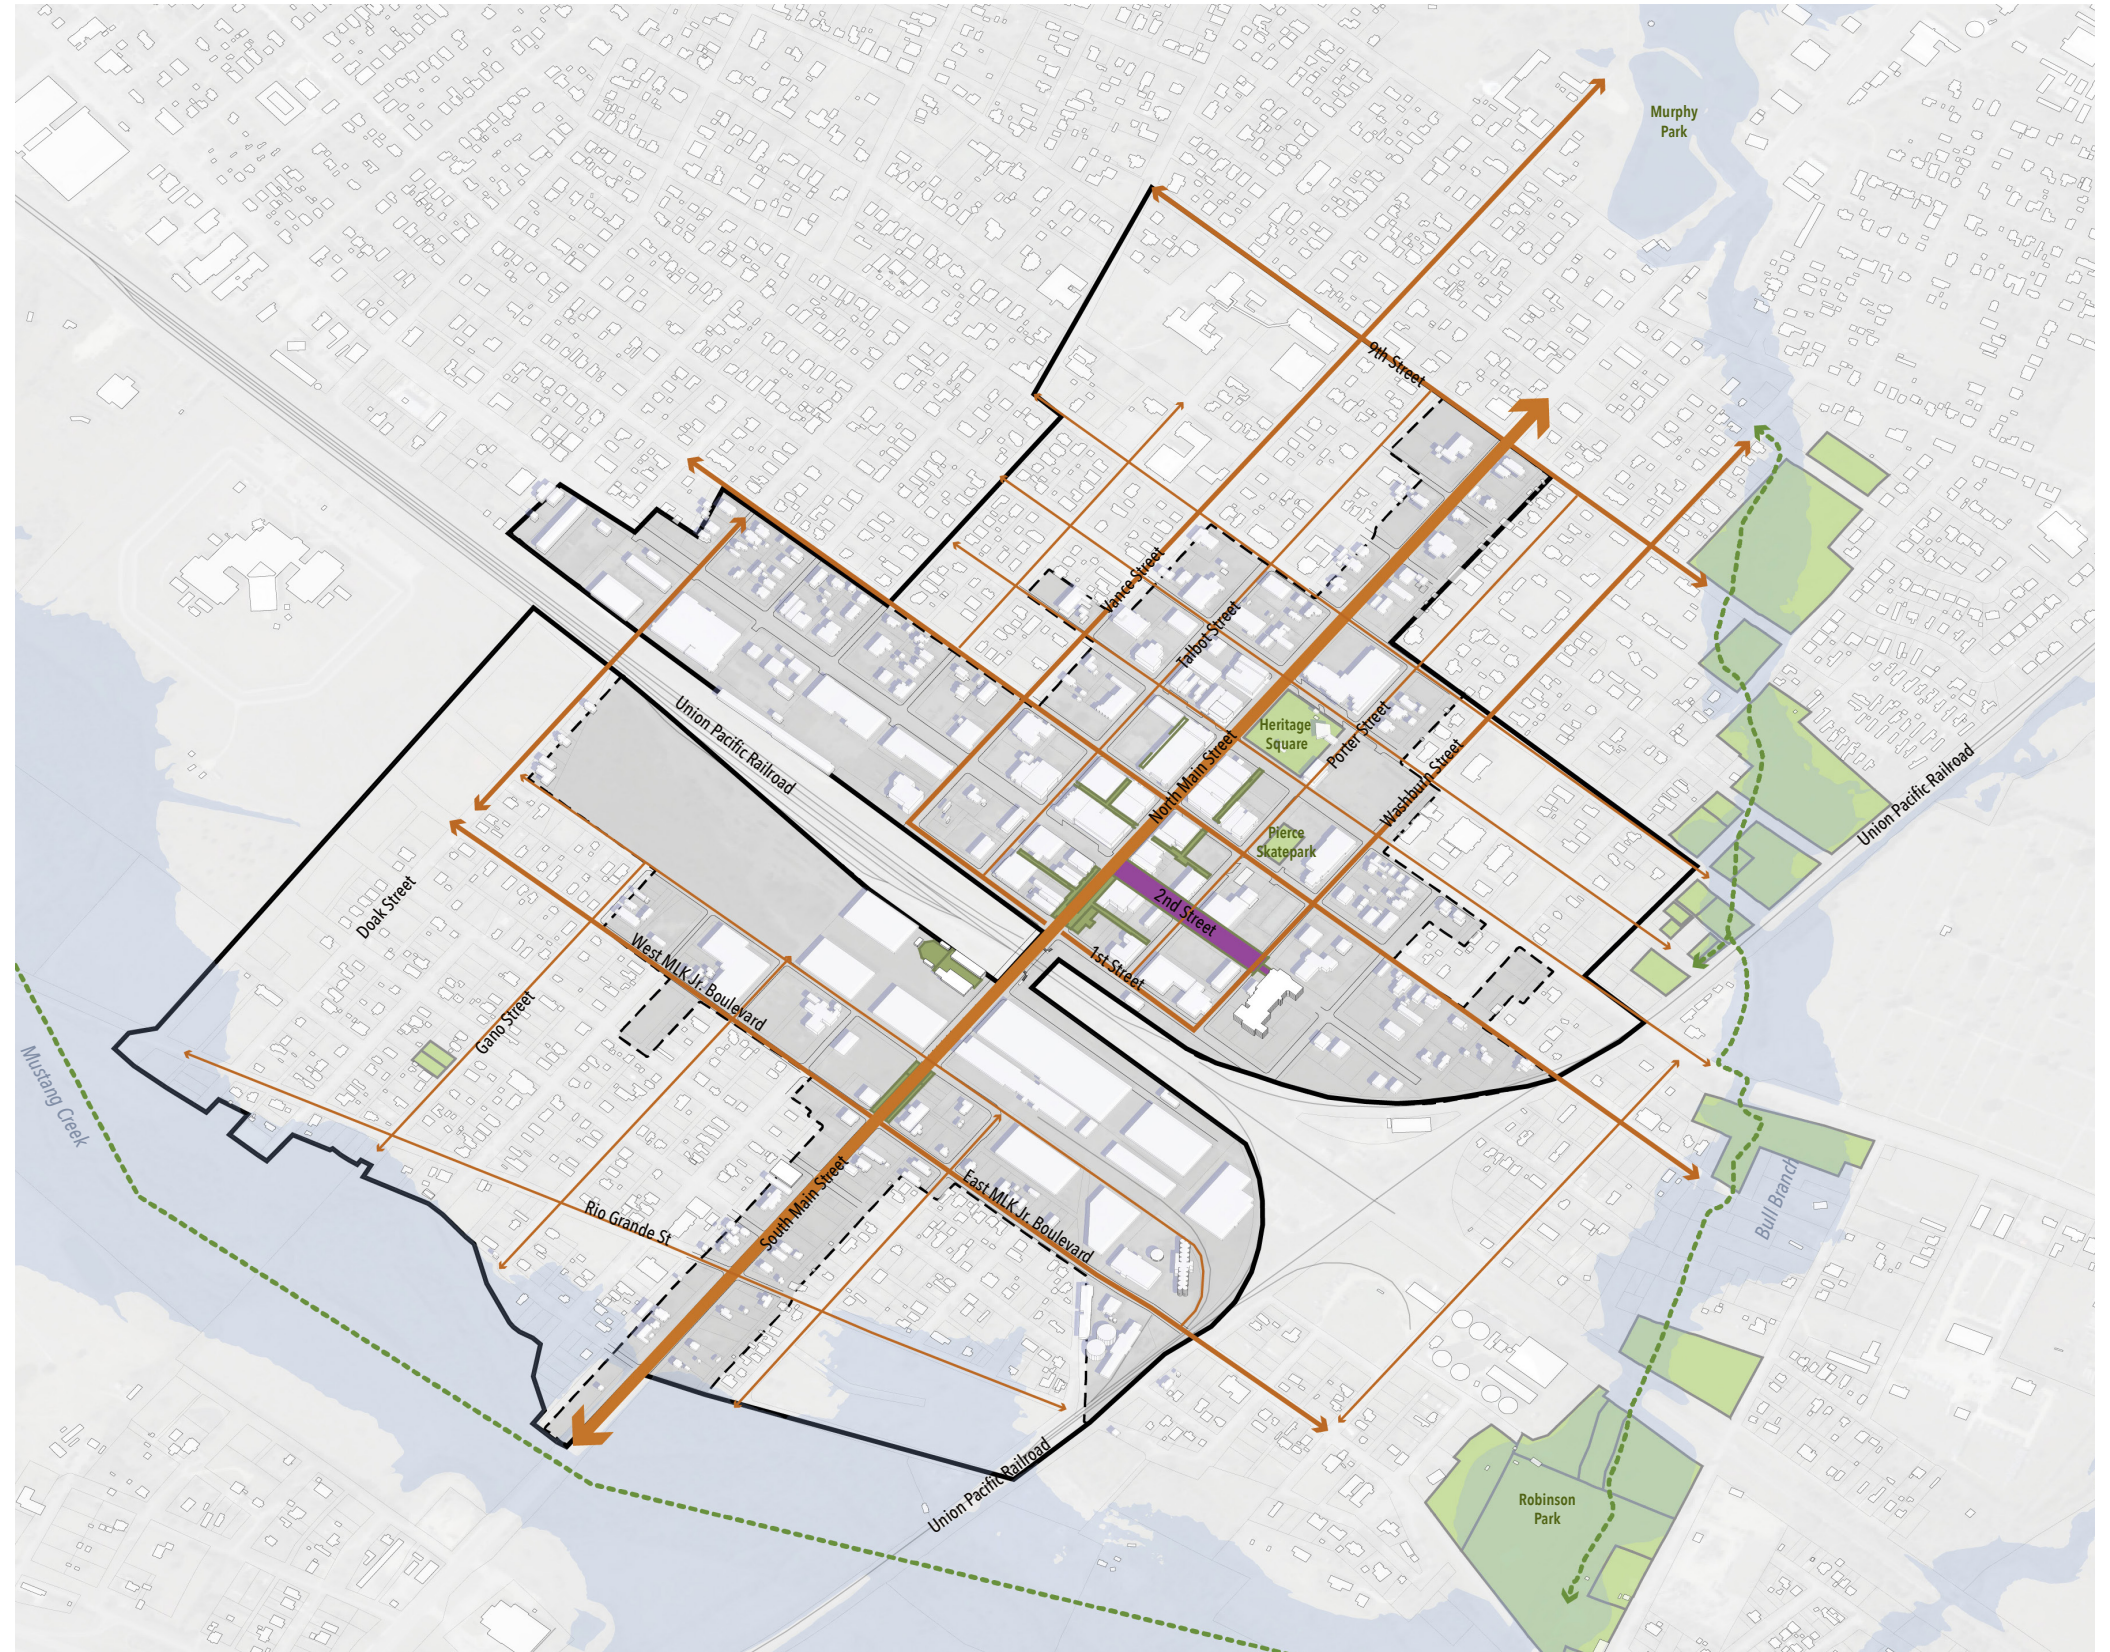 Murphy
Park
9th Street
Vance Street
Talbot Street
Heritage
Square
Porter Street
North Main Street
Washburn Street
Union Pacific Railroad
Union Pacific Railroad
Pierce
Skatepark
2nd Street
1st Street
Doak Street
West MLK Jr. Boulevard
Gano Street
Mustang Creek
Rio Grande St
South Main Street
East MLK Jr. Boulevard
Bull Branch
Union Pacific Railroad
Robinson
Park